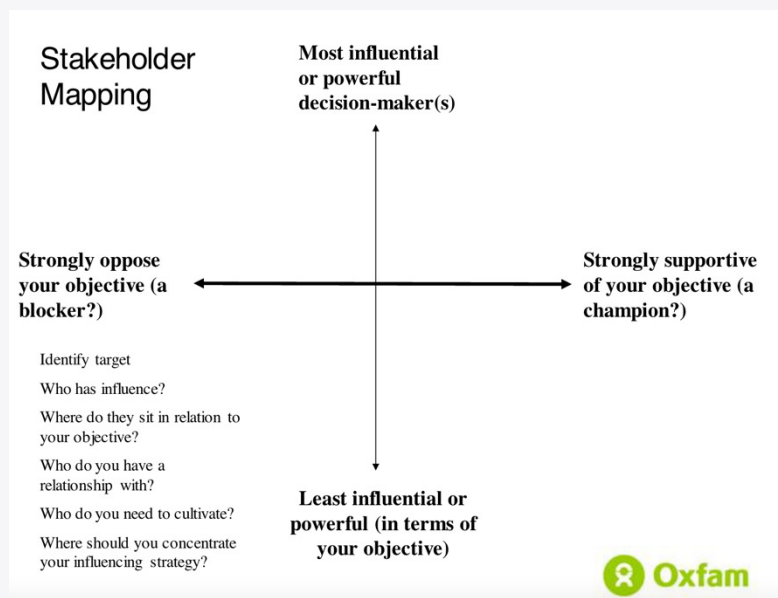 Stakeholder
Mapping
Most influential
or powerful
decision-maker(s)
Strongly oppose
your objective (a
blocker?)
Strongly supportive
of your objective (a
champion?)
Identify target
Who has influence?
Where do they sit in relation to
your objective?
Who do you have a
relationship with?
Who do you need to cultivate?
Where should you concentrate
your influencing strategy?
Least influential or
powerful (in terms of
your objective)
Oxfam